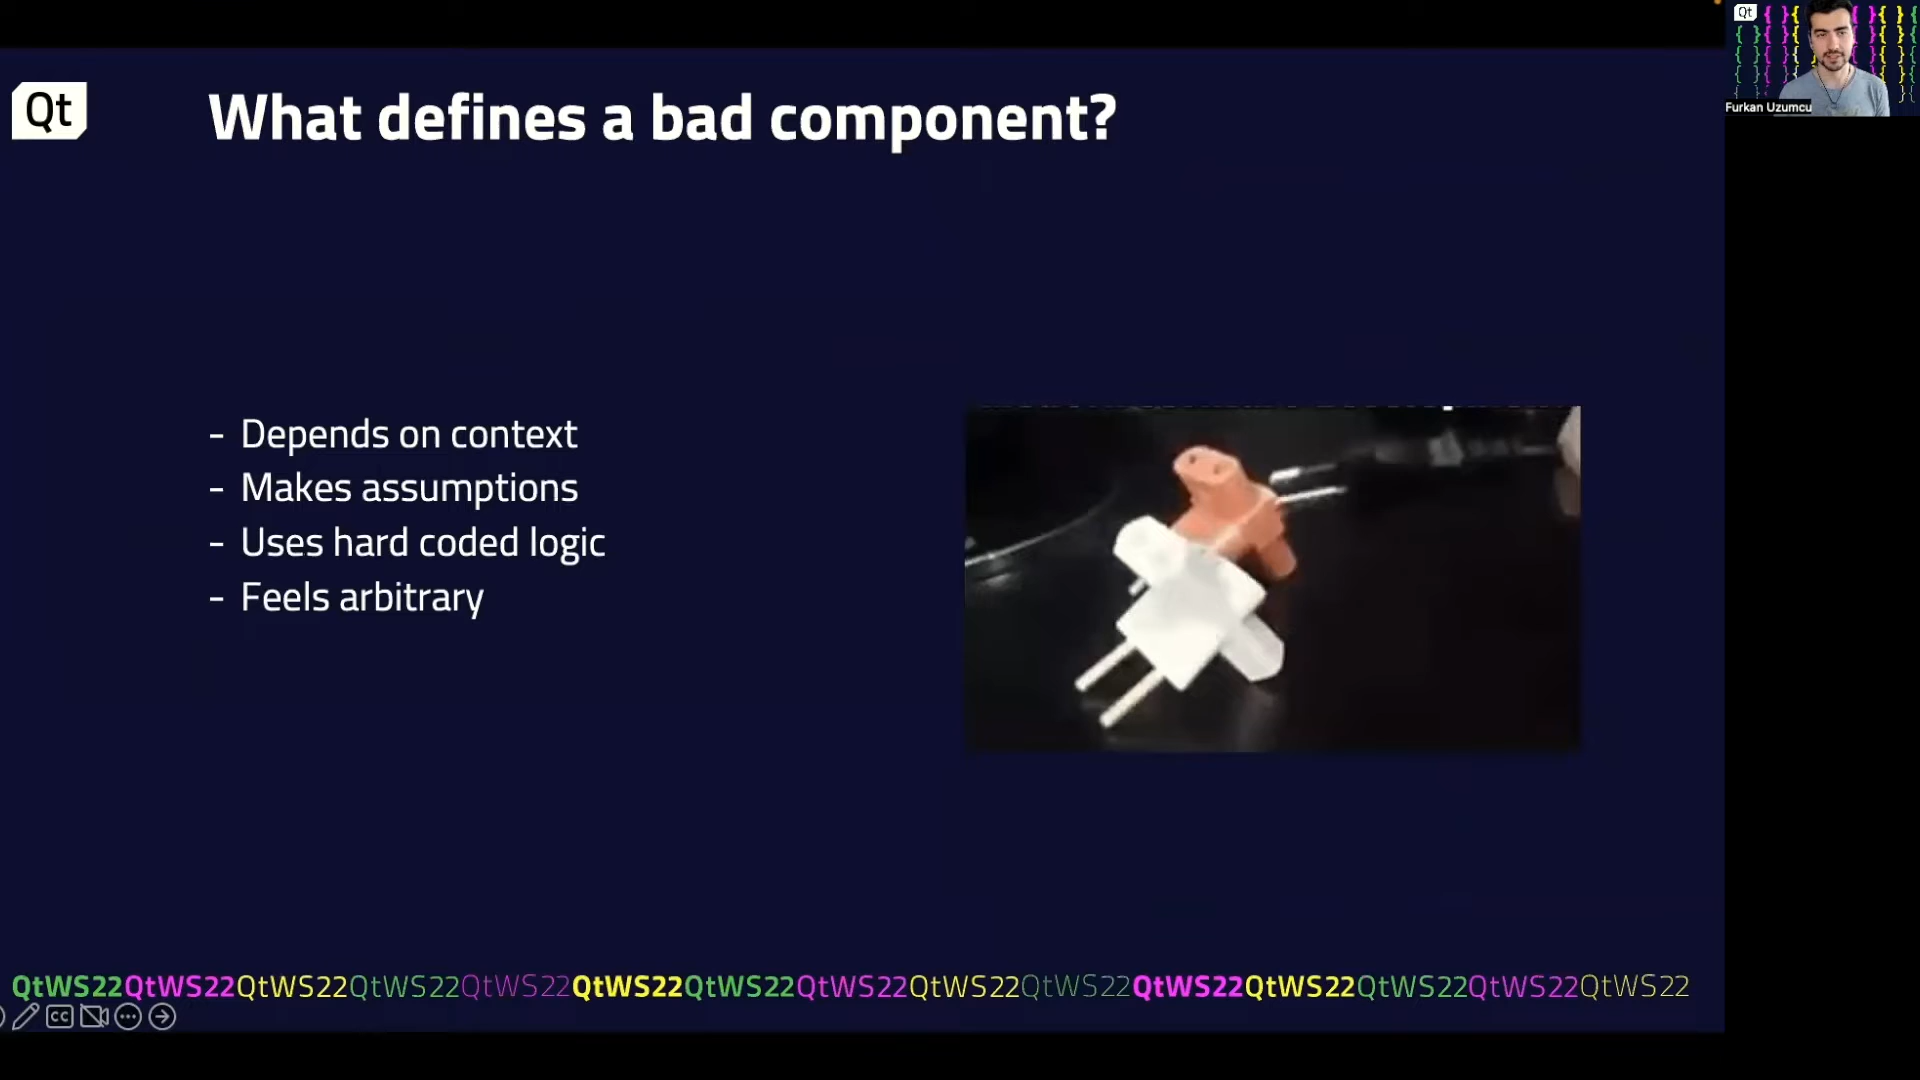 Qt
What defines a bad component?
- Depends on context
- Makes assumptions
- Uses hard coded logic
- Feels arbitrary
QtWS22QtWS22QtWS22QtWS22QtWS22QtWS22QtWS22QtWS22QtWS22QtWS22QtWS22QtWS22QtWS22QtWS22QtWS22
CC
Qt
Furkan Uzumcu